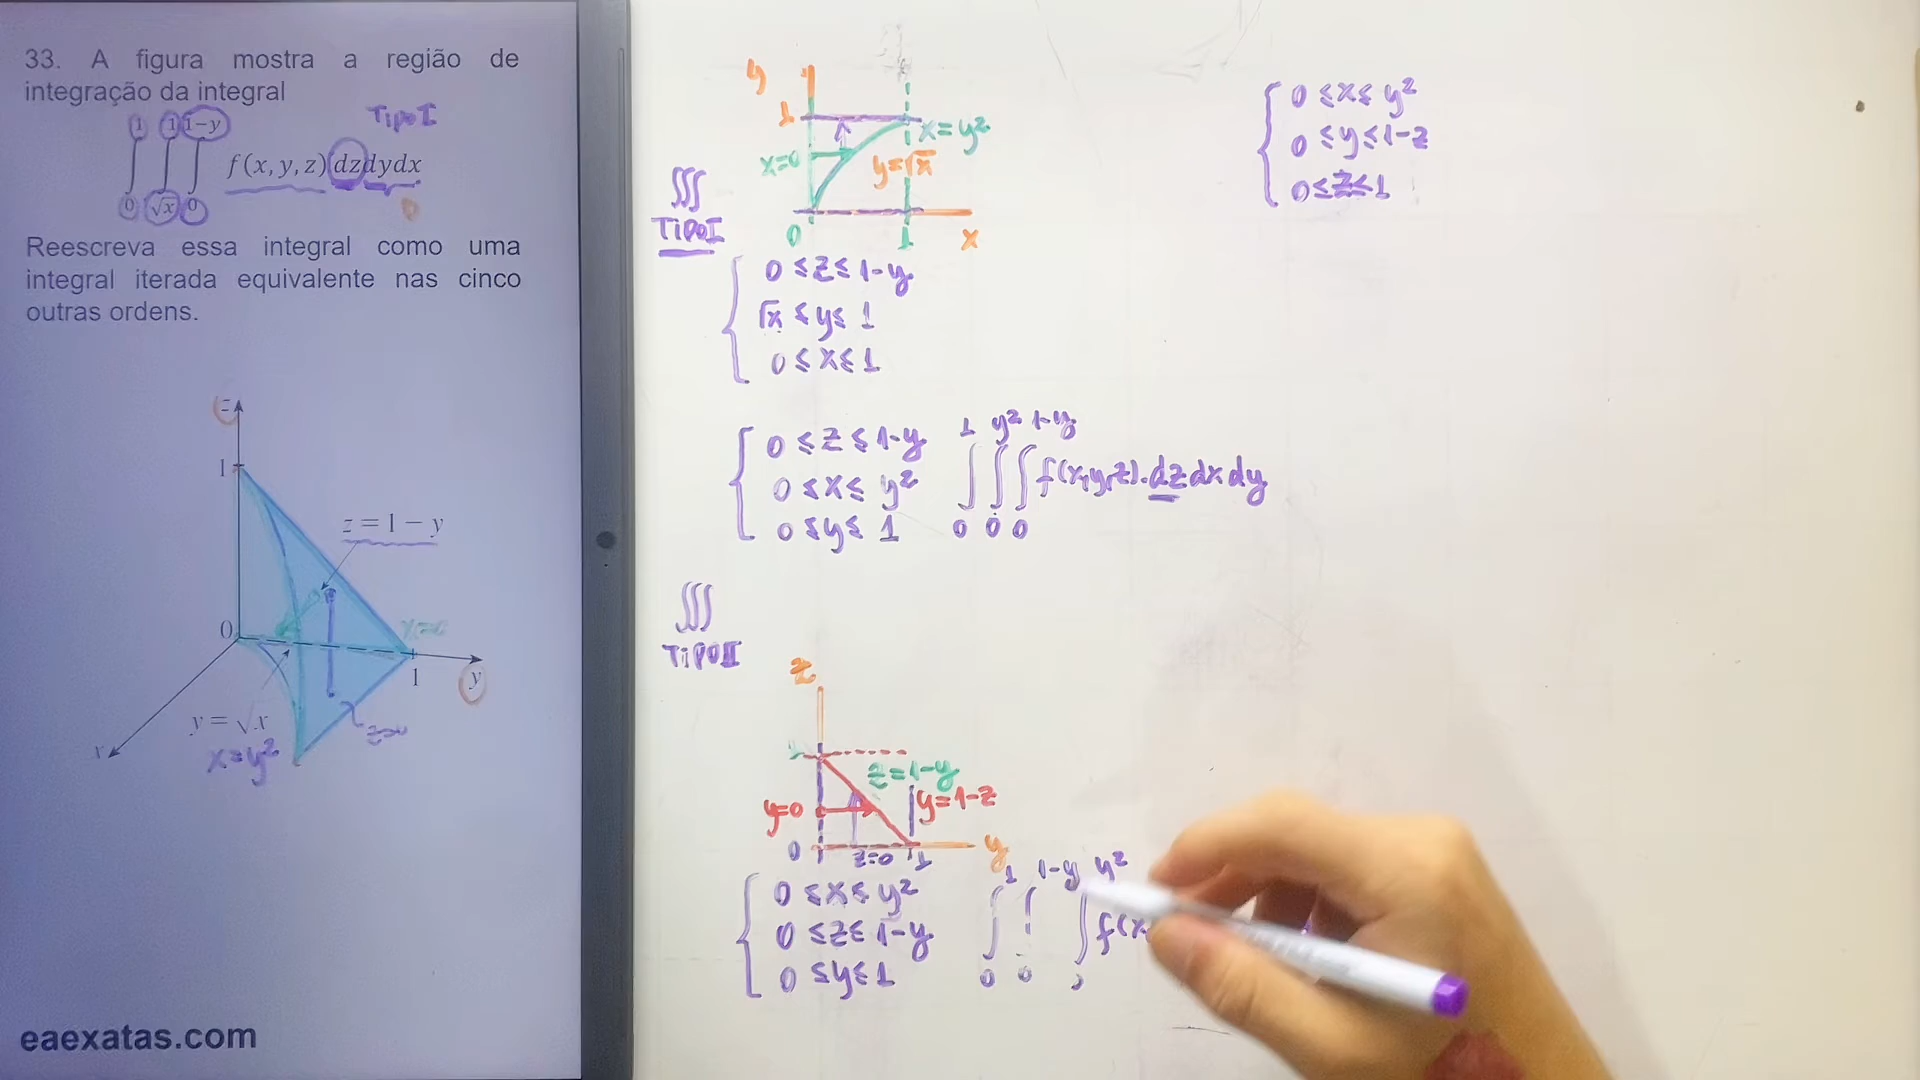 33. A figura mostra a região de
integração da integral
Tipo I
1 1 1-y
∫ ∫ ∫ f(x, y, z) dzdydx
0 √x 0
Reescreva essa integral como uma
integral iterada equivalente nas cinco
outras ordens.
z
1
z = 1 − y
0
x=0
1
y
y = √x
x=y²
z=0
x
eaexatas.com
y
1
x=y²
x=0
y=√x
∫∫∫
TIPO I
0
1
x
0 ≤ z ≤ 1-y
√x ≤ y ≤ 1
0 ≤ x ≤ 1
0 ≤ z ≤ 1-y
0 ≤ x ≤ y²
0 ≤ y ≤ 1
1 y² 1-y
∫ ∫ ∫ f(x,y,z).dz dx dy
0 0 0
∫∫∫
TIPO II
z
z=1-y
y=1-z
y=0
0
z=0
1
y
0 ≤ x ≤ y²
0 ≤ z ≤ 1-y
0 ≤ y ≤ 1
1 1-y y²
∫ ∫ ∫ f(x
0 0
0 ≤ x ≤ y²
0 ≤ y ≤ 1-z
0 ≤ z ≤ 1